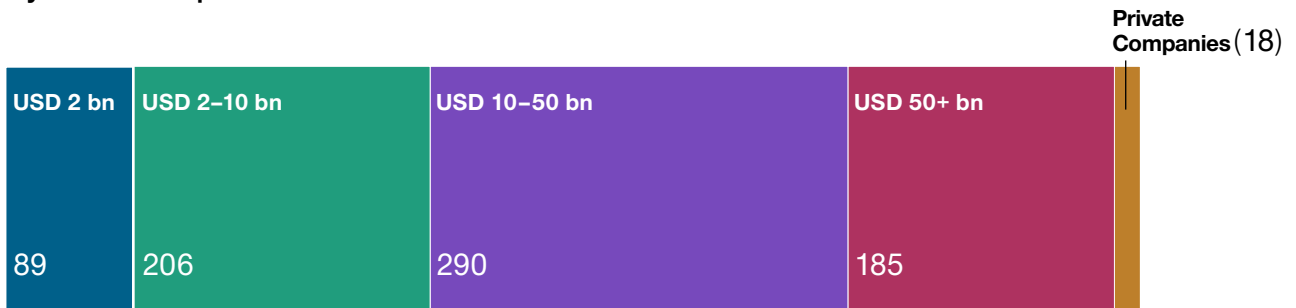 Private
Companies (18)
USD 2 bn
USD 2–10 bn
USD 10–50 bn
USD 50+ bn
89
206
290
185